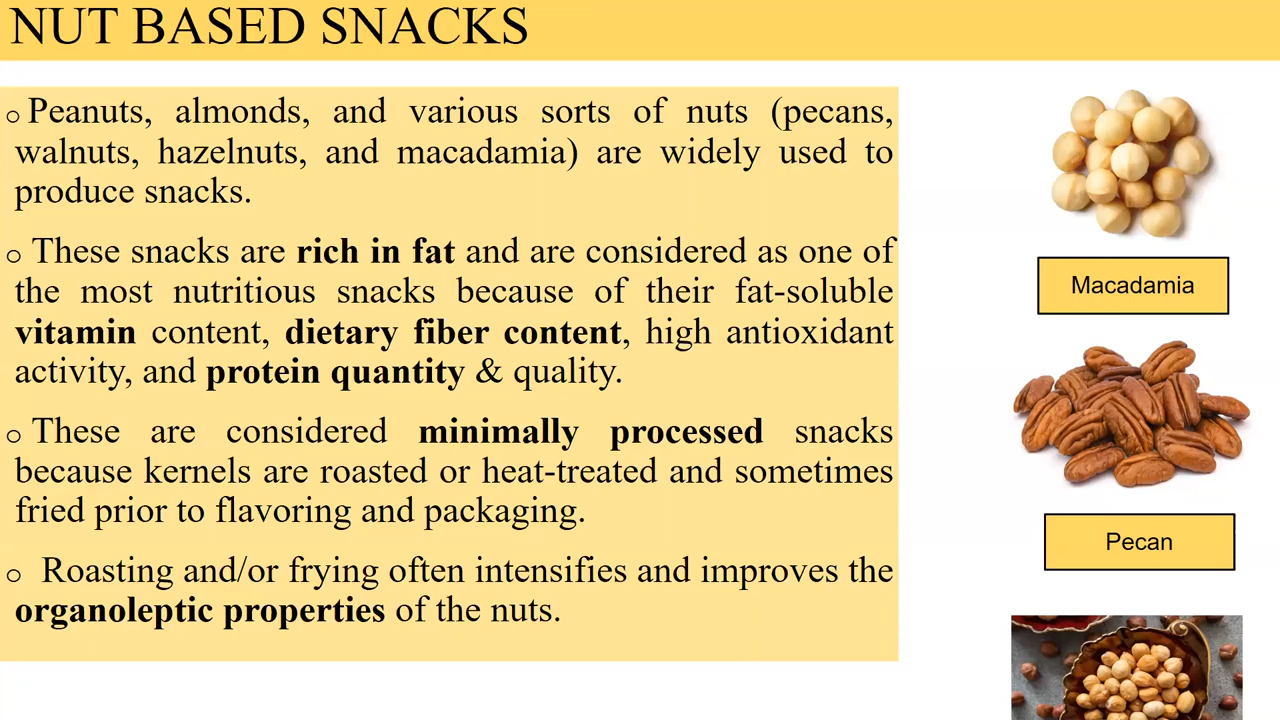 NUT BASED SNACKS
o Peanuts, almonds, and various sorts of nuts (pecans,
walnuts, hazelnuts, and macadamia) are widely used to
produce snacks.
o These snacks are rich in fat and are considered as one of
the most nutritious snacks because of their fat-soluble
vitamin content, dietary fiber content, high antioxidant
activity, and protein quantity & quality.
o These are considered minimally processed snacks
because kernels are roasted or heat-treated and sometimes
fried prior to flavoring and packaging.
o Roasting and/or frying often intensifies and improves the
organoleptic properties of the nuts.
Macadamia
Pecan